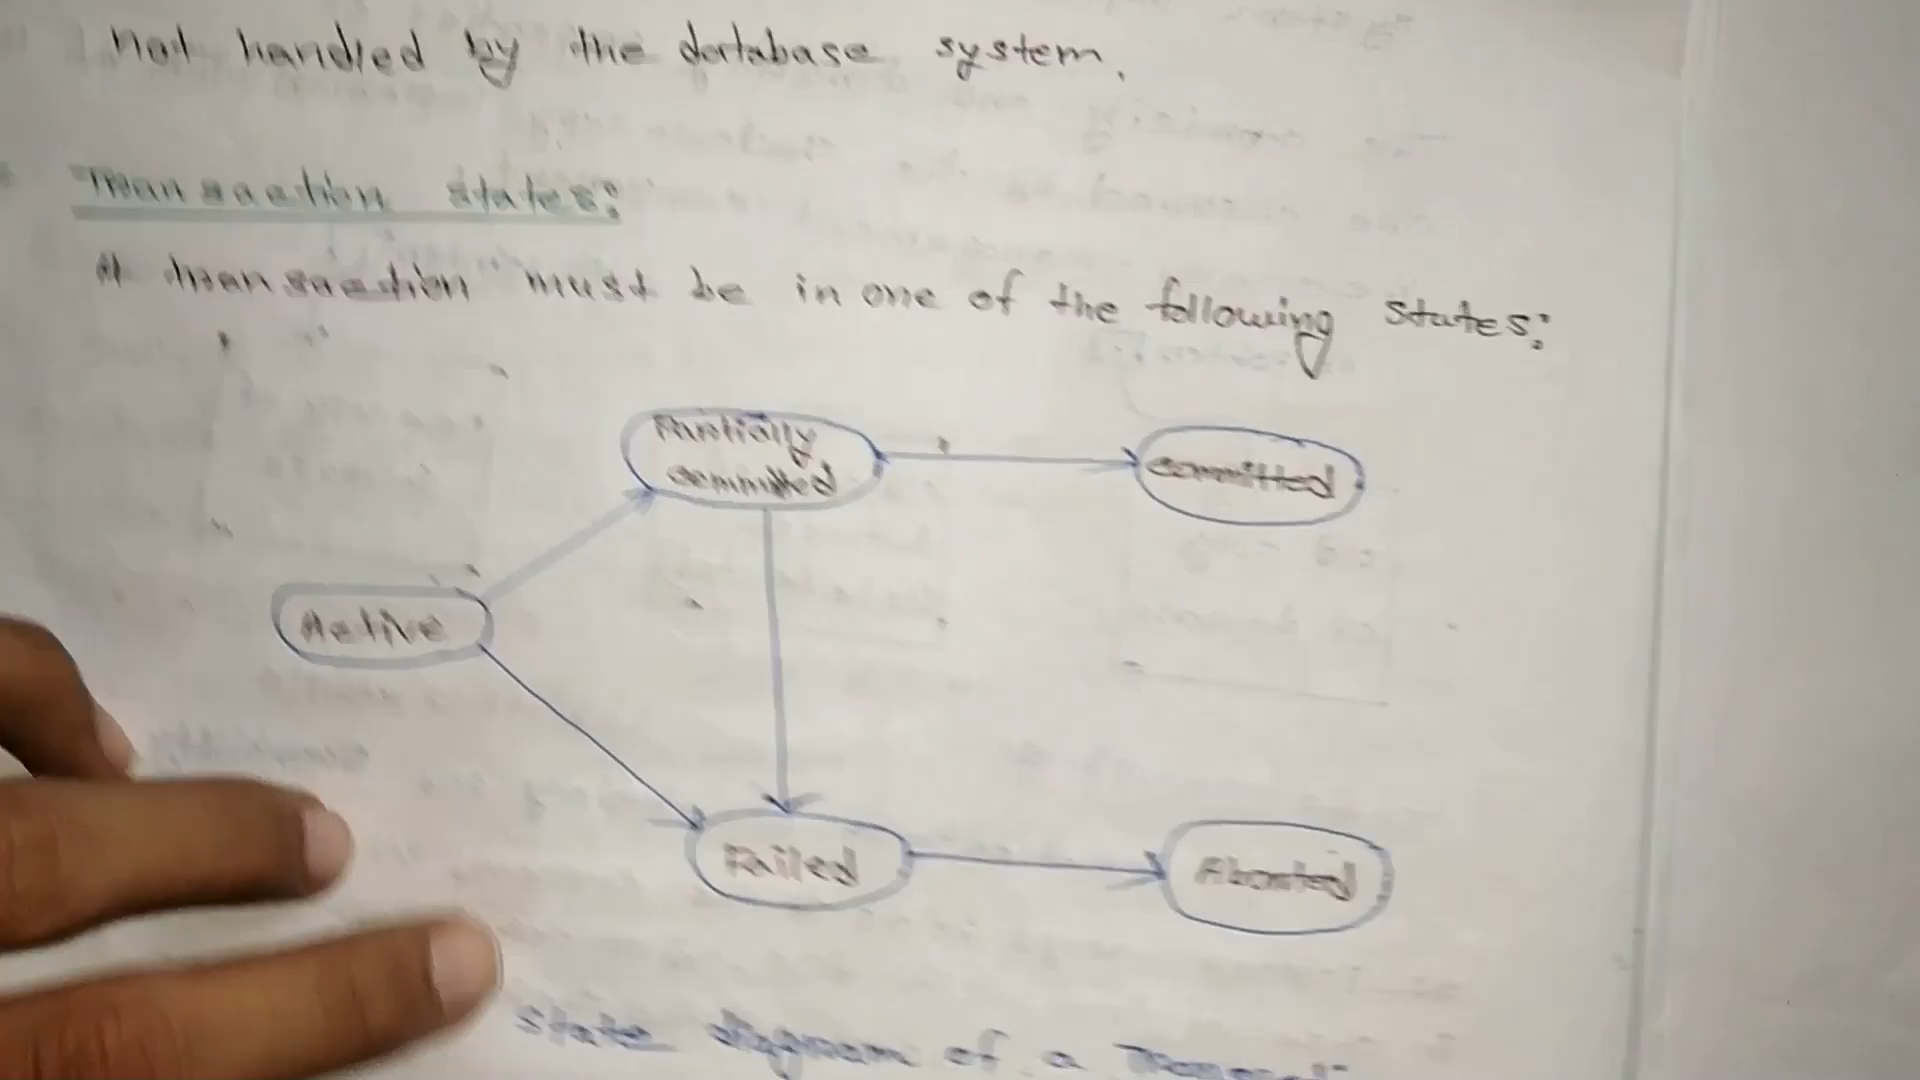 not handled by the database system.
Transaction states:
A transaction must be in one of the following states:
Partially
committed
committed
Active
Failed
Aborted
state diagram of a